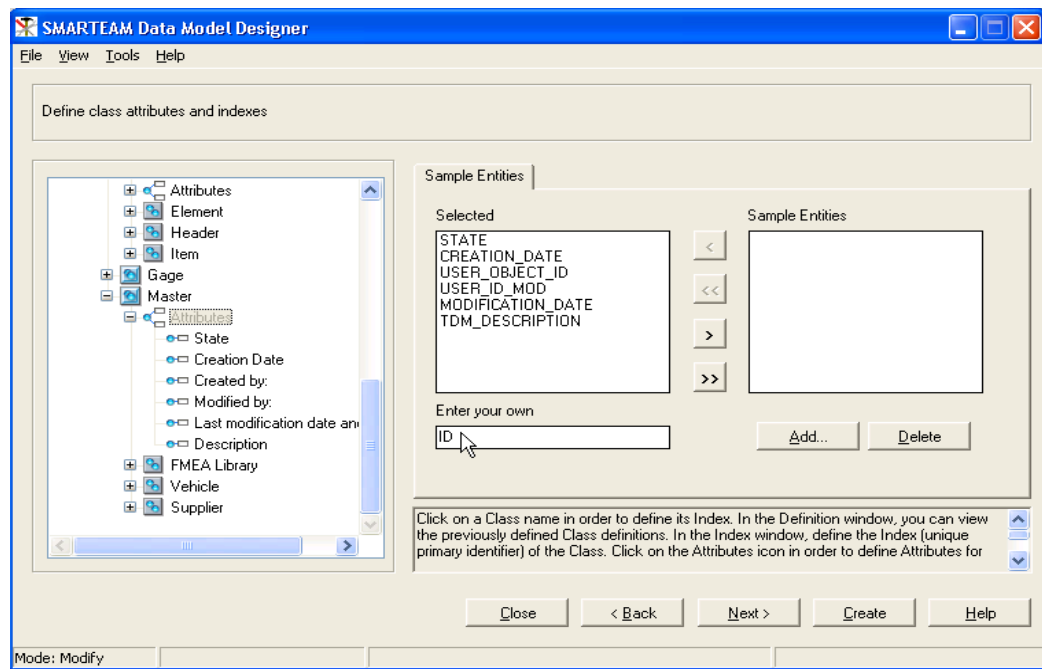 SMARTEAM Data Model Designer
File View Tools Help
Define class attributes and indexes
Attributes
Element
Header
Item
Gage
Master
Attributes
State
Creation Date
Created by:
Modified by:
Last modification date an
Description
FMEA Library
Vehicle
Supplier
Sample Entities
Selected
STATE
CREATION_DATE
USER_OBJECT_ID
USER_ID_MOD
MODIFICATION_DATE
TDM_DESCRIPTION
<
<<
>
>>
Sample Entities
Enter your own
ID
Add... Delete
Click on a Class name in order to define its Index. In the Definition window, you can view
the previously defined Class definitions. In the Index window, define the Index (unique
primary identifier) of the Class. Click on the Attributes icon in order to define Attributes for
Close < Back Next > Create Help
Mode: Modify